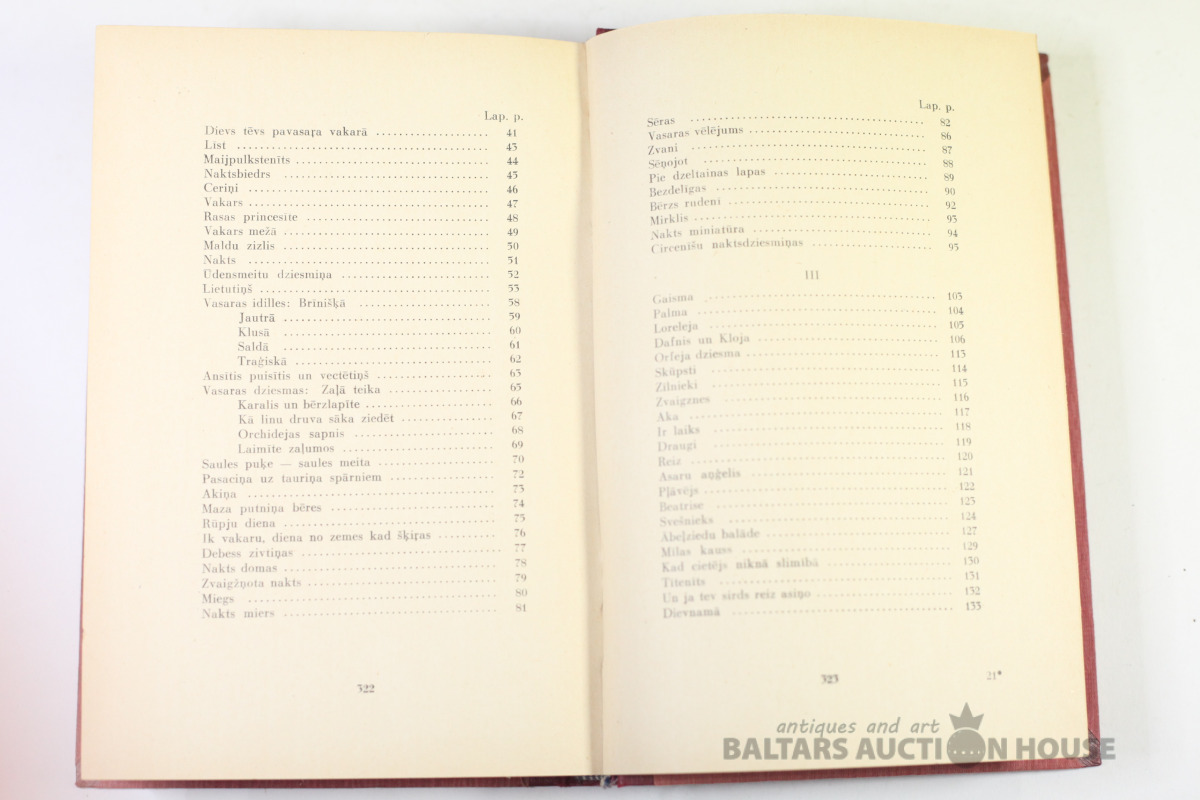 Lap. p.
Dievs tēvs pavasaŗa vakarā 41
Līst 43
Maijpulkstenīts 44
Naktsbiedrs 45
Ceriņi 46
Vakars 47
Rasas princesīte 48
Vakars mežā 49
Maldu zizlis 50
Nakts 51
Ūdensmeitu dziesmiņa 52
Lietutiņš 53
Vasaras idilles: Brīnišķā 58
Jautrā 59
Klusā 60
Saldā 61
Traģiskā 62
Ansītis puisītis un vectētiņš 63
Vasaras dziesmas: Zaļā teika 65
Karalis un bērzlapīte 66
Kā linu druva sāka ziedēt 67
Orchidejas sapnis 68
Laimīte zaļumos 69
Saules puķe — saules meita 70
Pasaciņa uz tauriņa spārniem 72
Akiņa 73
Maza putniņa bēres 74
Rūpju diena 75
Ik vakaru, diena no zemes kad šķiŗas 76
Debess zivtiņas 77
Nakts domas 78
Zvaigžņota nakts 79
Miegs 80
Nakts miers 81
322
Lap. p.
Sēras 82
Vasaras vēlējums 86
Zvani 87
Sēņojot 88
Pie dzeltainas lapas 89
Bezdelīgas 90
Bērzs rudenī 92
Mirklis 93
Nakts miniatūra 94
Circenīšu naktsdziesmiņas 95
III
Gaisma 103
Palma 104
Loreleja 105
Dafnis un Kloja 106
Orfeja dziesma 113
Skūpsti 114
Zīlnieki 115
Zvaigznes 116
Aka 117
Ir laiks 118
Draugi 119
Reiz 120
Asaru aņģelis 121
Pļāvējs 122
Beatrise 123
Svešnieks 124
Ābeļziedu balāde 127
Mīlas kauss 129
Kad cietējs niknā slimībā 130
Tītenīts 131
Un ja tev sirds reiz asiņo 132
Dievnamā 133
323 21*
antiques and art
BALTARS AUCTION HOUSE